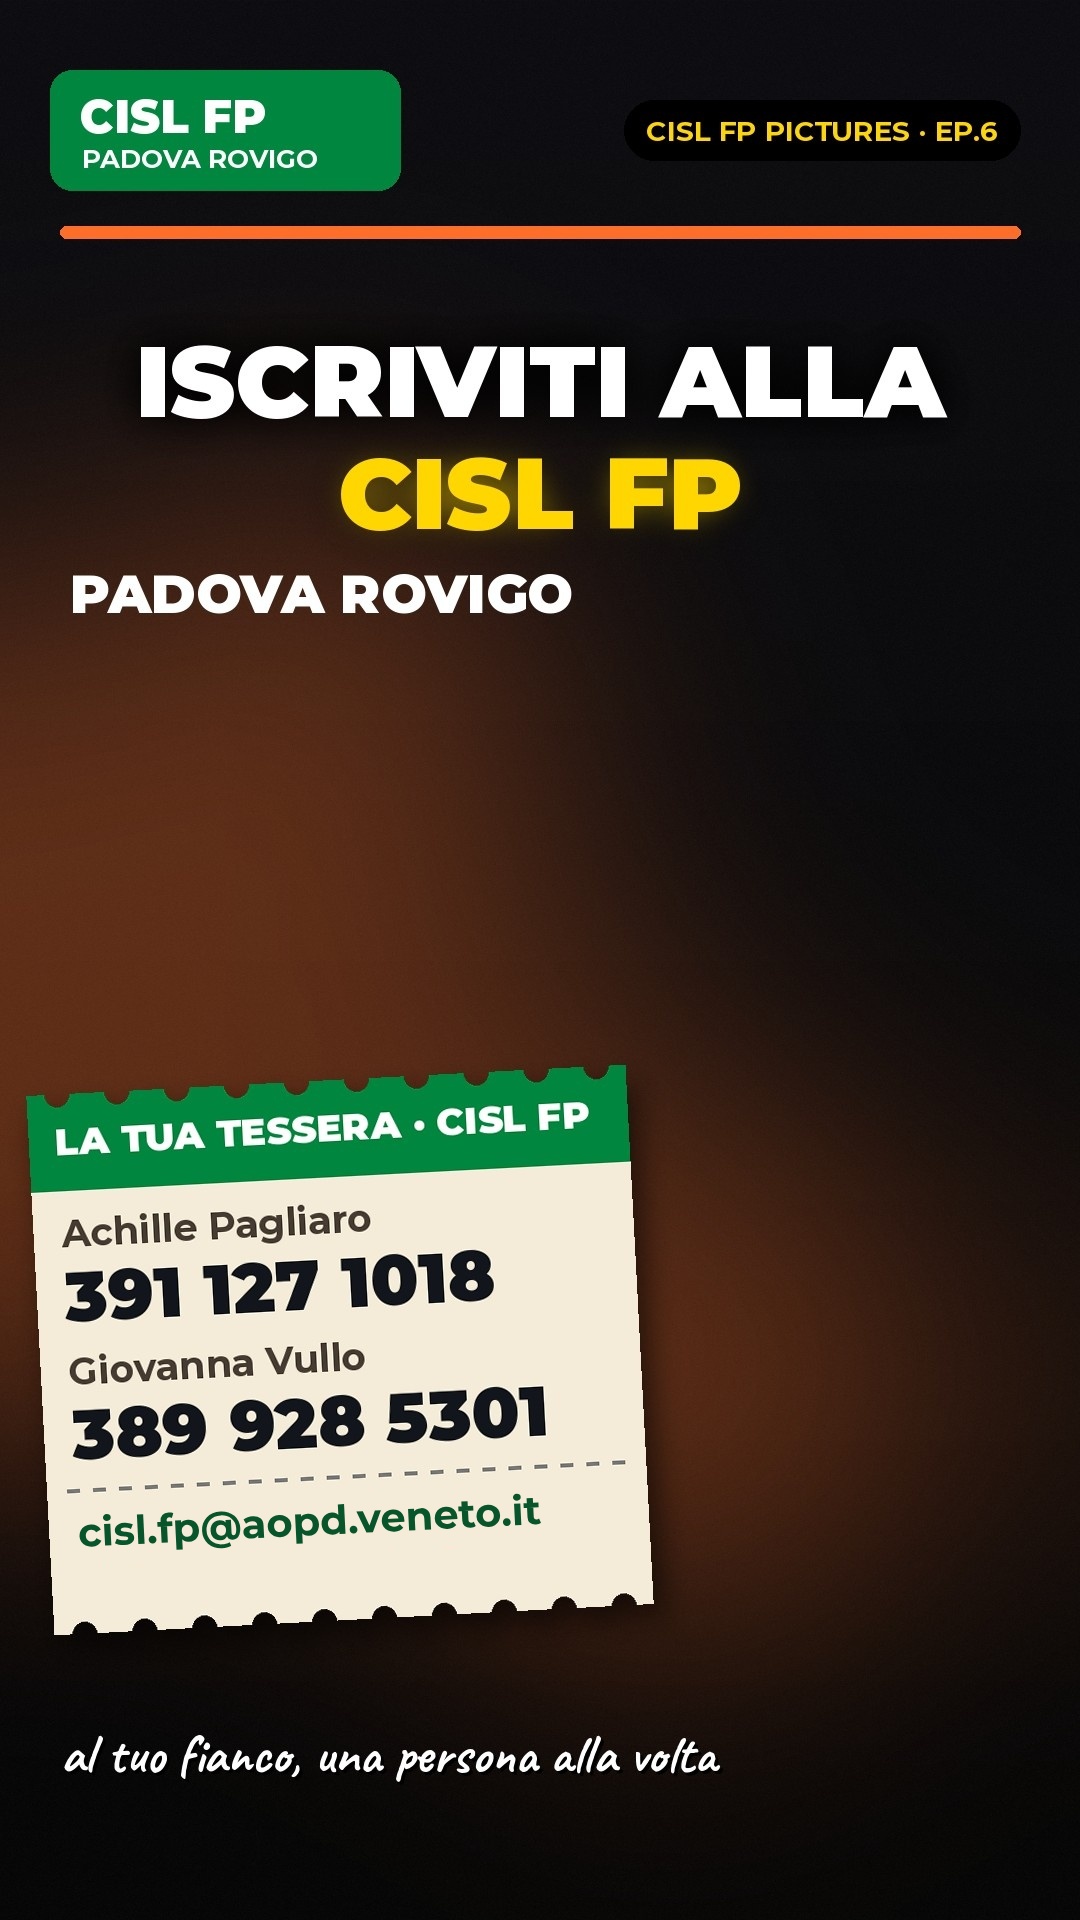 CISL FP
PADOVA ROVIGO
CISL FP PICTURES · EP.6
ISCRIVITI ALLA
CISL FP
PADOVA ROVIGO
LA TUA TESSERA · CISL FP
Achille Pagliaro
391 127 1018
Giovanna Vullo
389 928 5301
cisl.fp@aopd.veneto.it
al tuo fianco, una persona alla volta